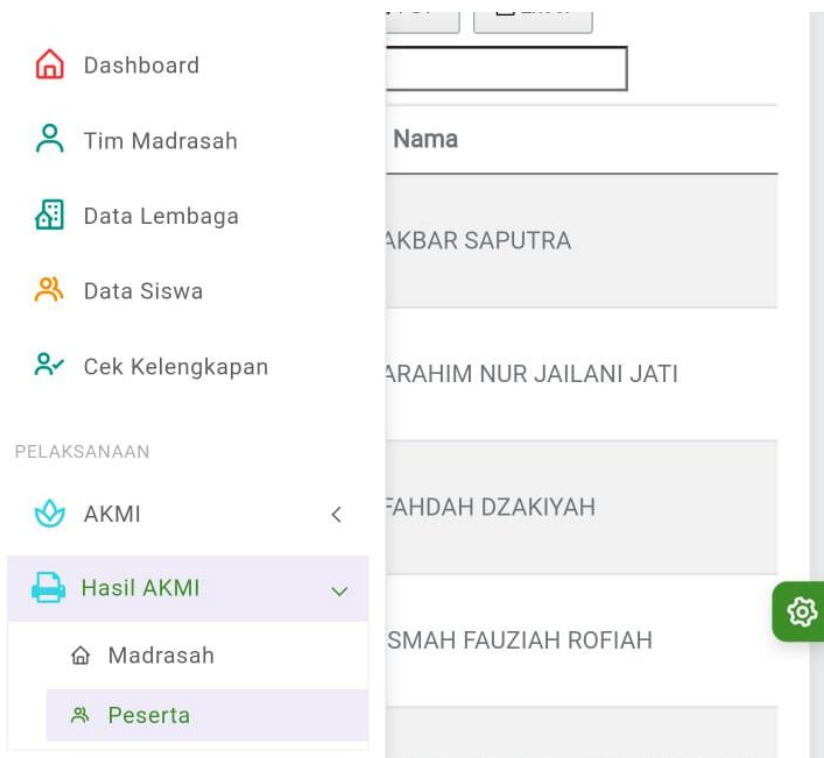 Dashboard
Tim Madrasah
Data Lembaga
Data Siswa
Cek Kelengkapan
PELAKSANAAN
AKMI
Hasil AKMI
Madrasah
Peserta
Nama
AKBAR SAPUTRA
ARAHIM NUR JAILANI JATI
FAHDAH DZAKIYAH
SMAH FAUZIAH ROFIAH